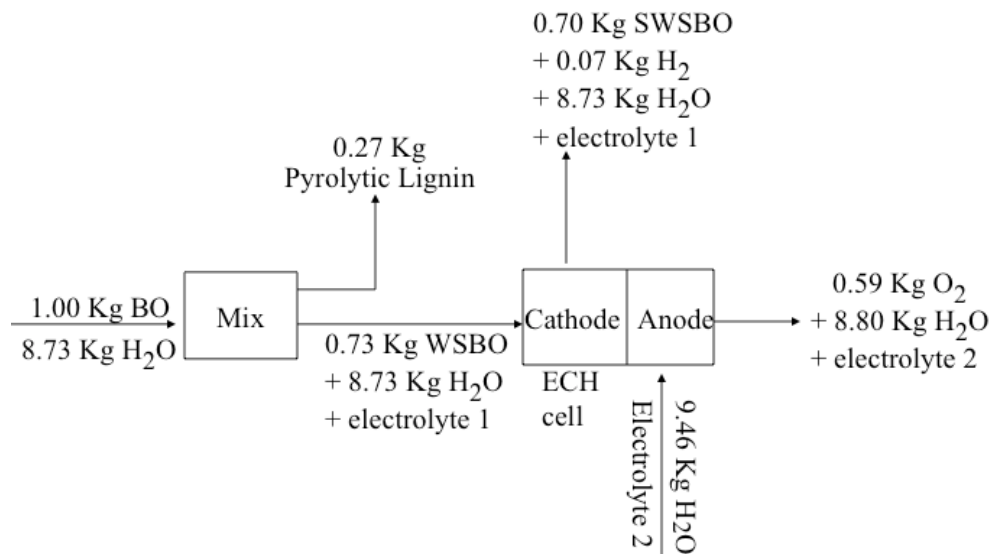 0.70 Kg SWSBO
+ 0.07 Kg H2
+ 8.73 Kg H2O
+ electrolyte 1
0.27 Kg
Pyrolytic Lignin
1.00 Kg BO
8.73 Kg H2O
Mix
0.73 Kg WSBO
+ 8.73 Kg H2O
+ electrolyte 1
Cathode
Anode
ECH
cell
0.59 Kg O2
+ 8.80 Kg H2O
+ electrolyte 2
9.46 Kg H2O
Electrolyte 2